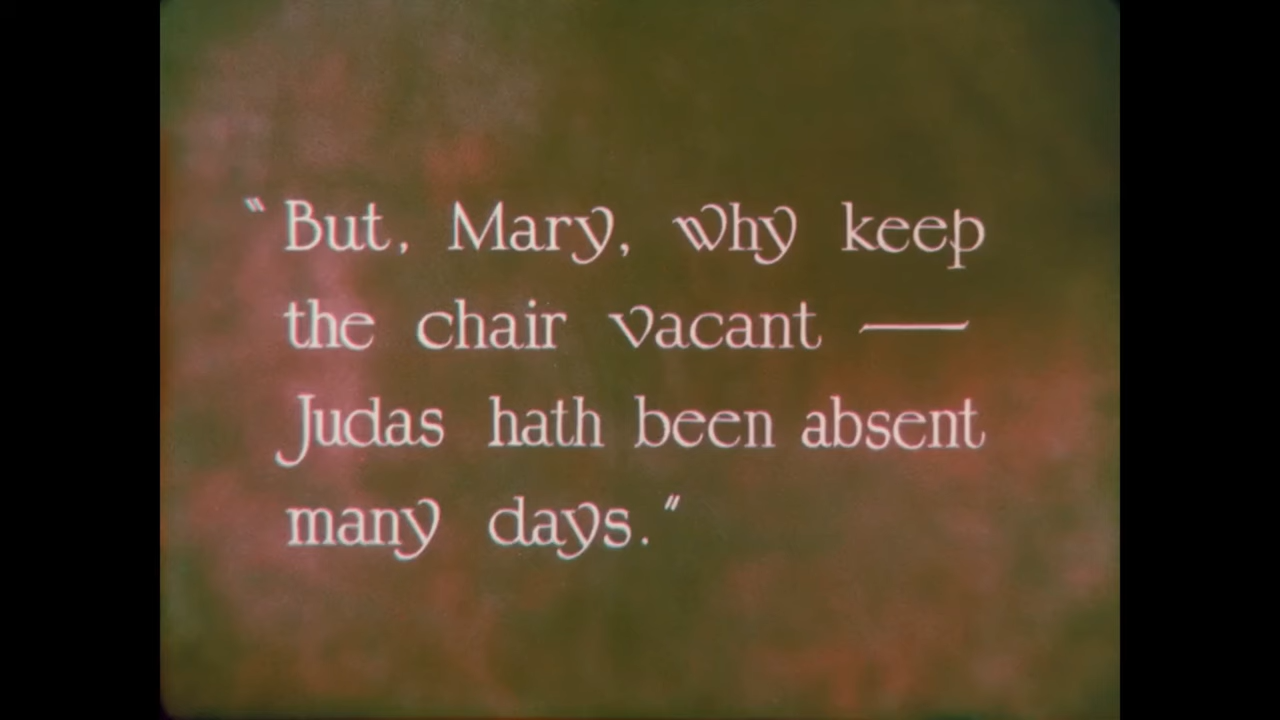 "But, Mary, why keep
the chair vacant —
Judas hath been absent
many days."